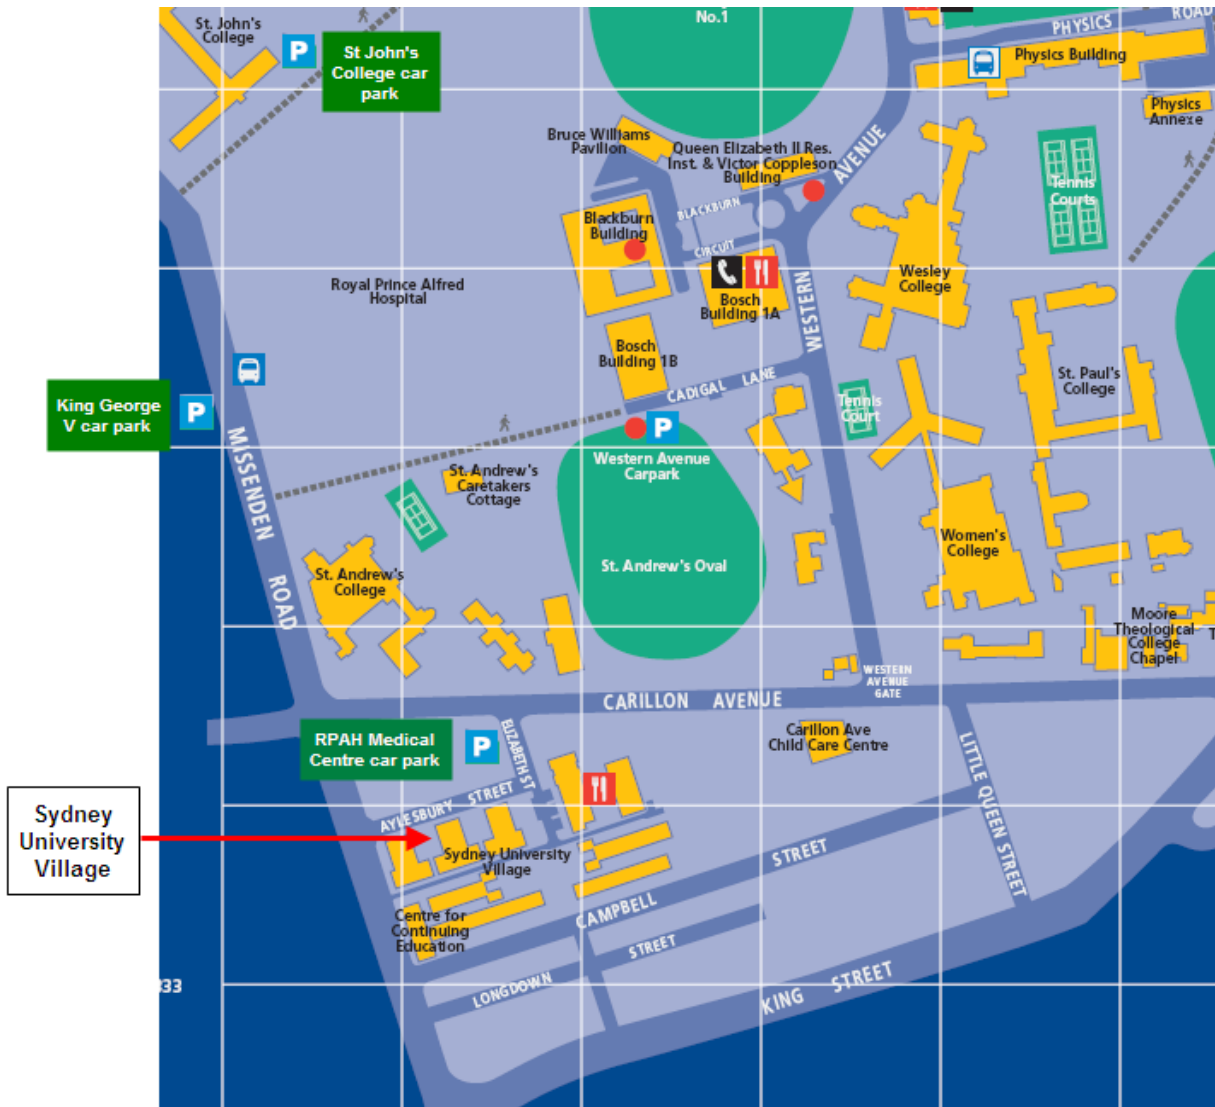 No.1
ROAD
PHYSICS
St. John's
College
P
St John's
College car
park
Physics Building
Physics
Annexe
Bruce Williams
Pavilion
Queen Elizabeth II Res.
Inst. & Victor Coppleson
Building
AVENUE
Tennis
Courts
BLACKBURN
CIRCUIT
Blackburn
Building
Royal Prince Alfred
Hospital
Wesley
College
Bosch
Building 1A
WESTERN
Bosch
Building 1B
CADIGAL LANE
St. Paul's
College
King George
V car park
P
Tennis
Court
P
Western Avenue
Carpark
MISSENDEN
ROAD
St. Andrew's
Caretakers
Cottage
Women's
College
St. Andrew's Oval
St. Andrew's
College
Moore
Theological
College
Chapel
T
WESTERN
AVENUE
GATE
CARILLON AVENUE
RPAH Medical
Centre car park
P
ELIZABETH ST
Carillon Ave
Child Care Centre
LITTLE QUEEN STREET
AYLESBURY STREET
Sydney
University
Village
Sydney University
Village
CAMPBELL
STREET
Centre for
Continuing
Education
LONGDOWN
STREET
KING STREET
333